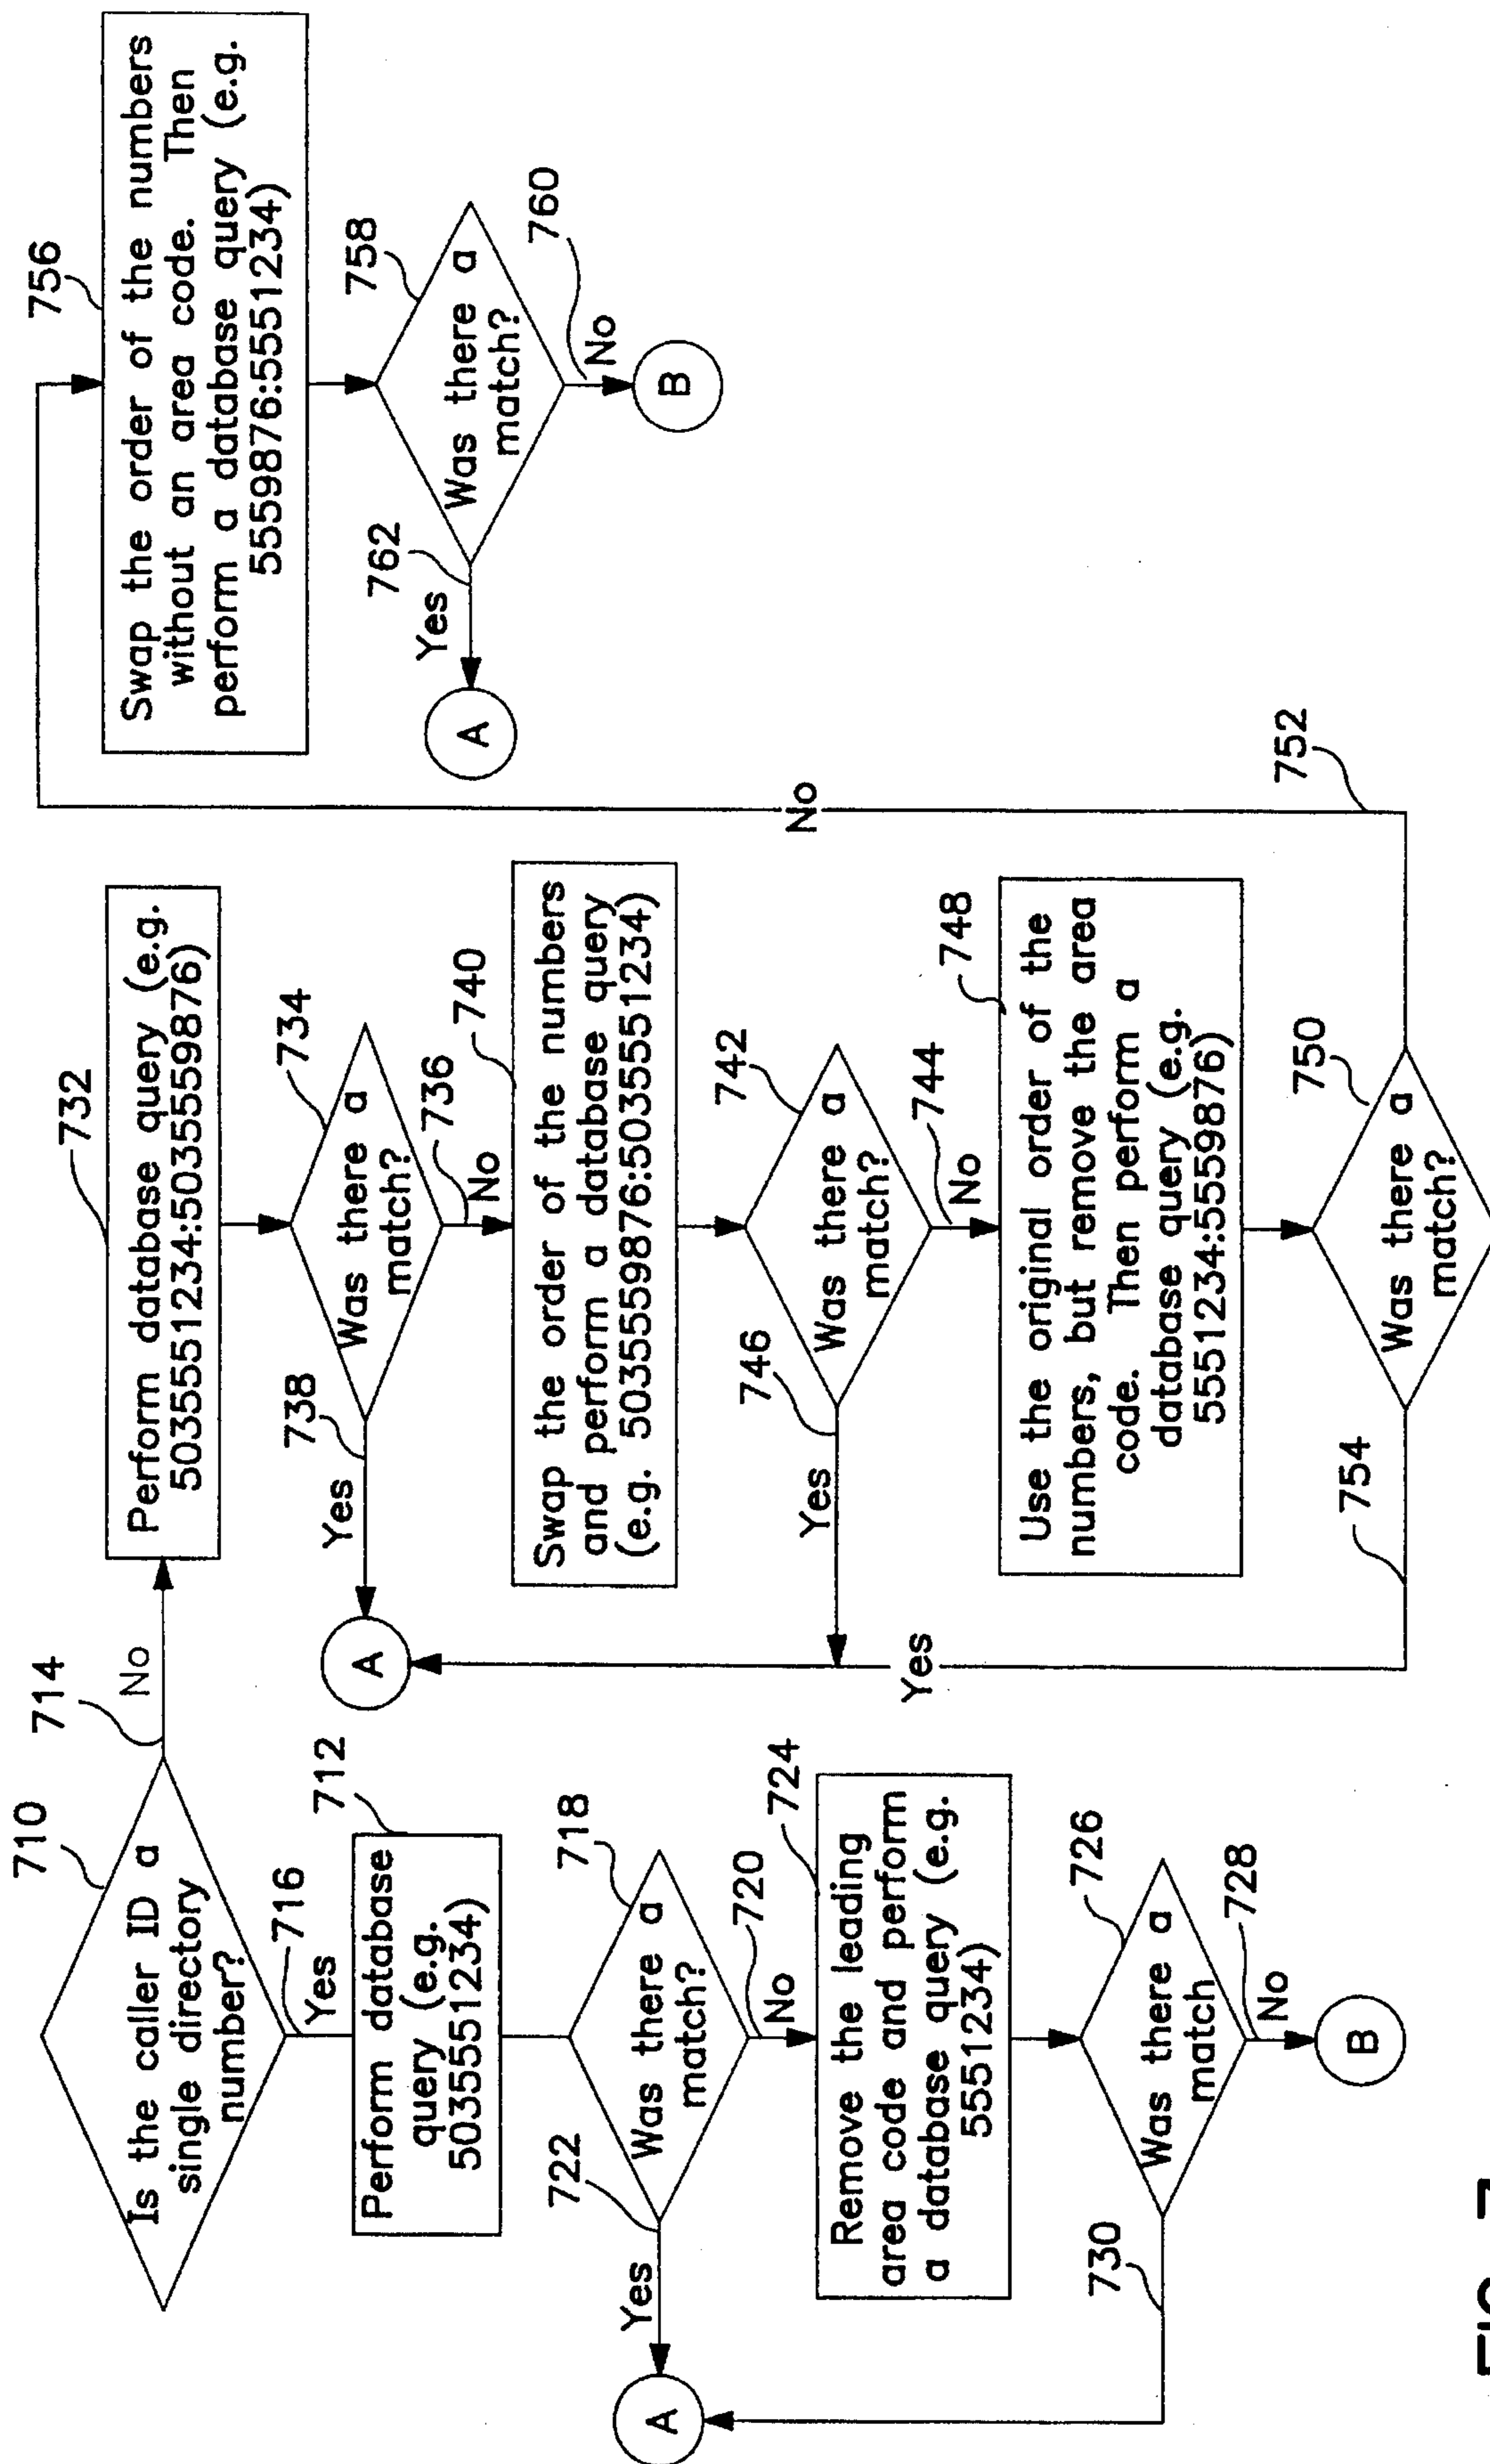 710
Is the caller ID a
single directory
number?
714
No
716
Yes
712
Perform database
query (e.g.
5035551234)
718
Was there a
match?
722
Yes
720
No
724
Remove the leading
area code and perform
a database query (e.g.
5551234)
726
Was there a
match
730
728
No
A
B
732
Perform database query (e.g.
5035551234:5035559876)
734
Was there a
match?
738
Yes
736
No
A
740
Swap the order of the numbers
and perform a database query
(e.g. 5035559876:5035551234)
742
Was there a
match?
746
Yes
744
No
748
Use the original order of the
numbers, but remove the area
code. Then perform a
database query (e.g.
5551234:5559876)
750
Was there a
match?
754
Yes
752
No
756
Swap the order of the numbers
without an area code. Then
perform a database query (e.g.
5559876:5551234)
758
Was there a
match?
762
Yes
760
No
A
B